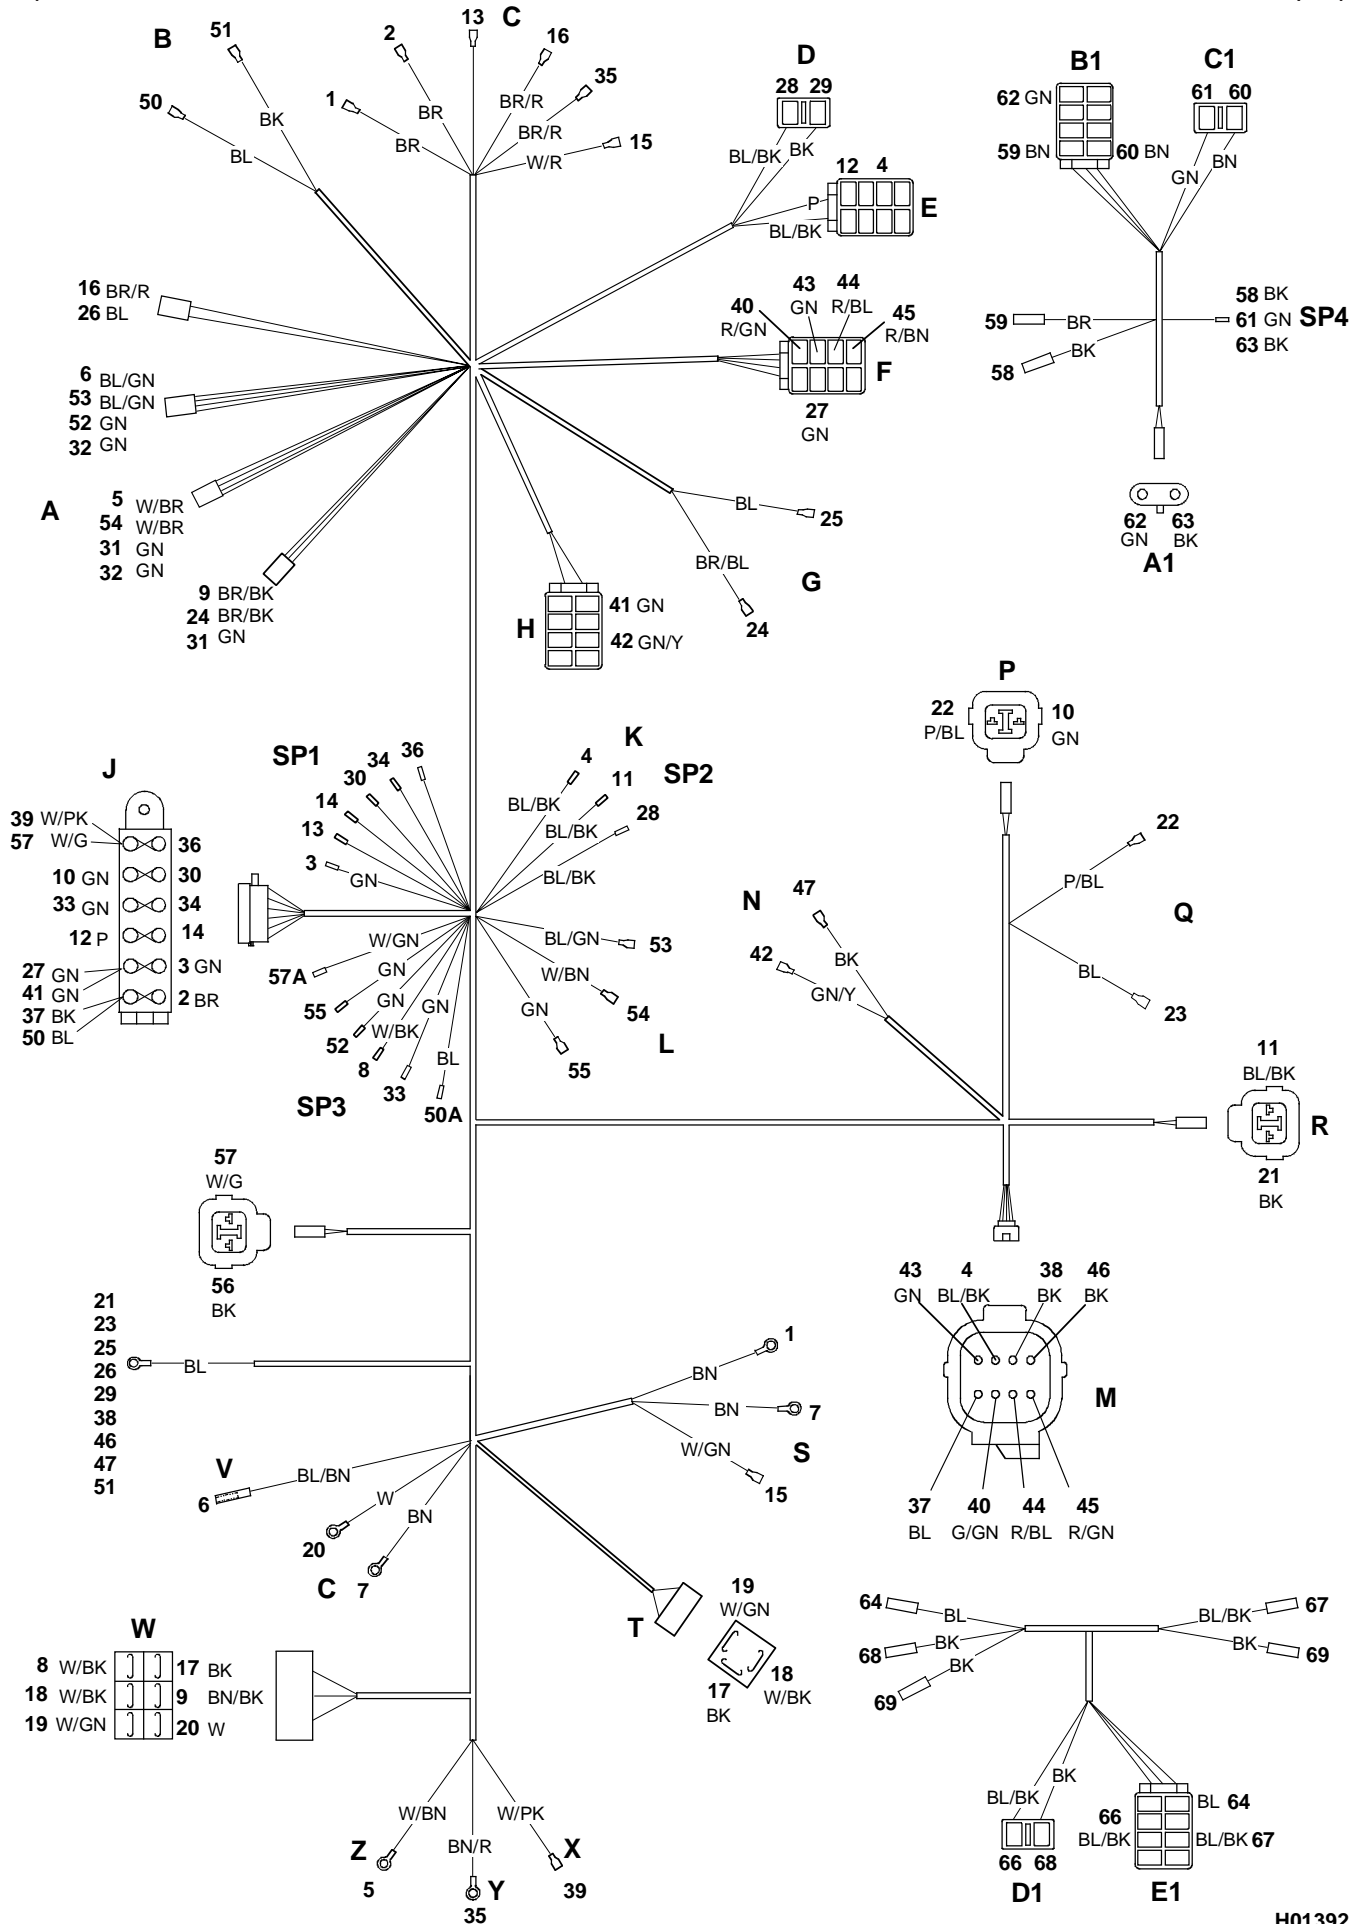 B
51
50
BK
BL
C
13
2
16
1
35
15
BR
BR
BR/R
BR/R
W/R
D
28 29
BL/BK
BK
12 4
P
BL/BK
E
B1
62 GN
59 BN
60 BN
C1
61 60
GN
BN
16 BR/R
26 BL
6 BL/GN
53 BL/GN
52 GN
32 GN
A
5 W/BR
54 W/BR
31 GN
32 GN
9 BR/BK
24 BR/BK
31 GN
43
GN
44
R/BL
40
R/GN
45
R/BN
F
27
GN
59
BR
58
BK
58 BK
61 GN SP4
63 BK
62 63
GN BK
A1
BL
25
BR/BL
24
G
H
41 GN
42 GN/Y
P
22
P/BL
10
GN
J
39 W/PK
57 W/G
10 GN
33 GN
12 P
27 GN
41 GN
37 BK
50 BL
36
30
34
14
3 GN
2 BR
SP1
36
34
30
14
13
3
GN
K
SP2
4
11
28
BL/BK
BL/BK
BL/BK
W/GN
57A
GN
55
GN
52
W/BK
8
GN
33
BL
50A
SP3
BL/GN
53
W/BN
54
GN
55
L
N
47
42
BK
GN/Y
22
P/BL
Q
BL
23
11
BL/BK
R
21
BK
57
W/G
56
BK
21
23
25
26
29
38
46
47
51
BL
43 4 38 46
GN BL/BK BK BK
M
37 40 44 45
BL G/GN R/BL R/GN
1
BN
BN
7
W/GN
15
S
V
6
BL/BN
W
20
BN
C
7
T
19
W/GN
18
W/BK
17
BK
W
8 W/BK
18 W/BK
19 W/GN
17 BK
9 BN/BK
20 W
W/BN
BN/R
W/PK
Z
5
Y
35
X
39
64
BL
68
BK
BK
69
BL/BK
67
BK
69
BL/BK
BK
66 68
D1
66
BL/BK
BL 64
BL/BK 67
E1
H01392